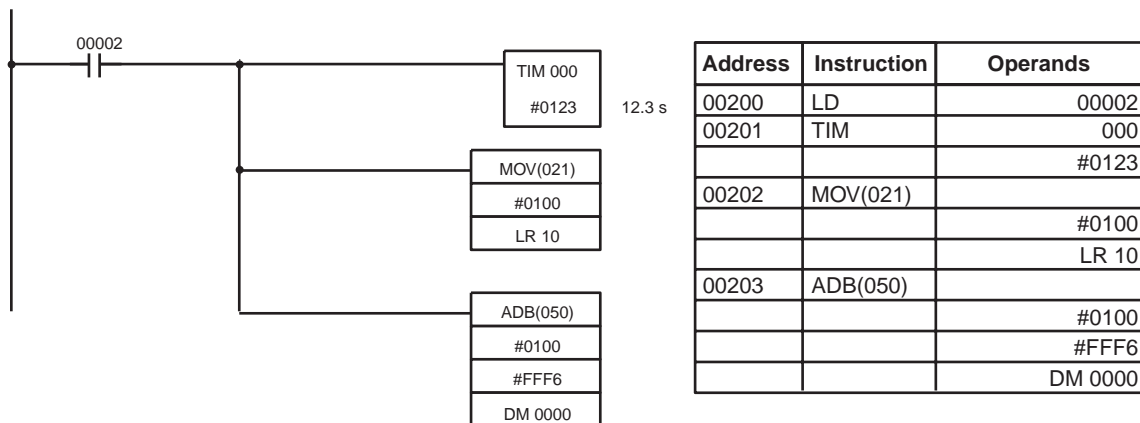 00002
TIM 000
#0123
12.3 s
MOV(021)
#0100
LR 10
ADB(050)
#0100
#FFF6
DM 0000
Address Instruction Operands
00200 LD 00002
00201 TIM 000
#0123
00202 MOV(021)
#0100
LR 10
00203 ADB(050)
#0100
#FFF6
DM 0000